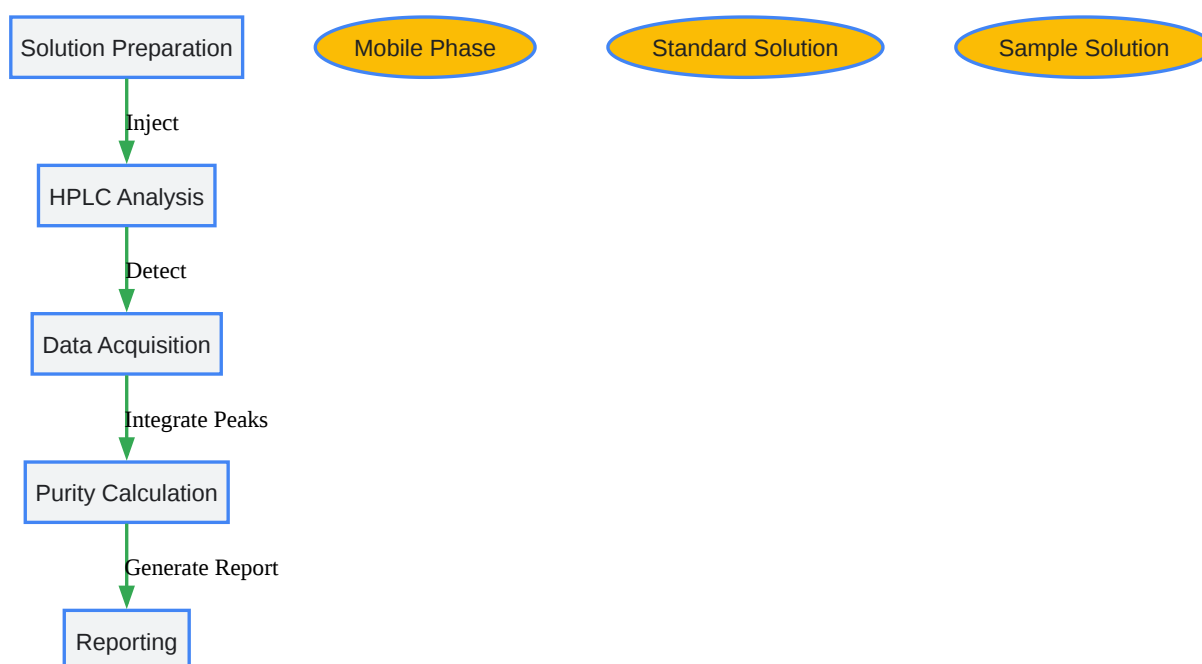 Solution Preparation
Mobile Phase
Standard Solution
Sample Solution
Inject
HPLC Analysis
Detect
Data Acquisition
Integrate Peaks
Purity Calculation
Generate Report
Reporting